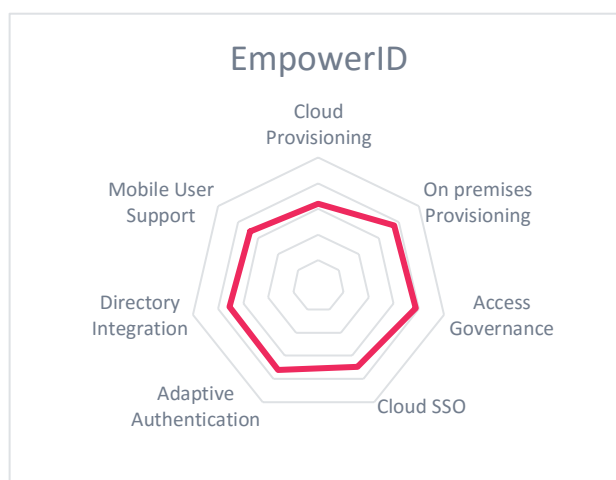 EmpowerID
Cloud
Provisioning
On premises
Provisioning
Access
Governance
Cloud SSO
Adaptive
Authentication
Directory
Integration
Mobile User
Support